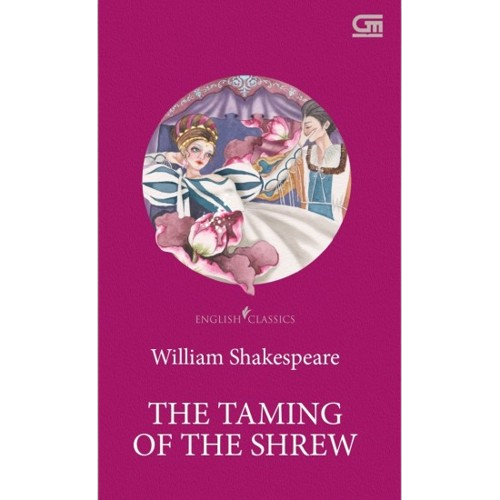 GM
ENGLISH CLASSICS
William Shakespeare
THE TAMING
OF THE SHREW